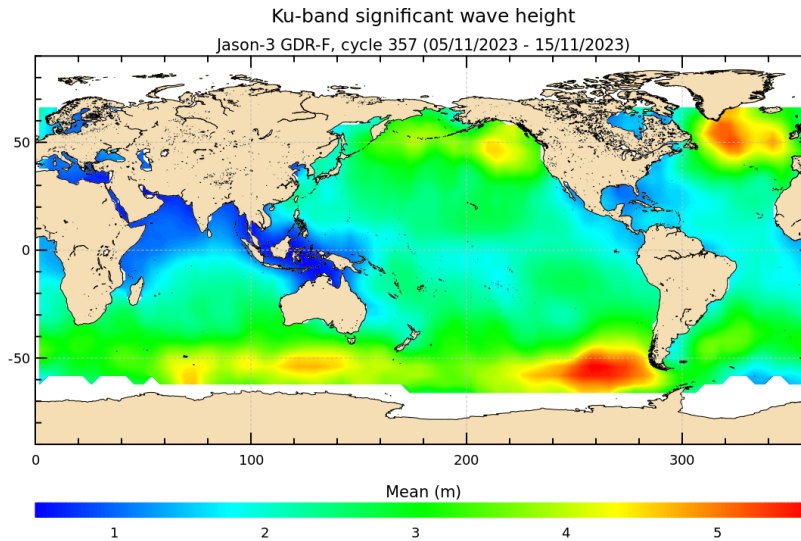 Ku-band significant wave height
Jason-3 GDR-F, cycle 357 (05/11/2023 - 15/11/2023)
50
0
-50
0 100 200 300
Mean (m)
1 2 3 4 5